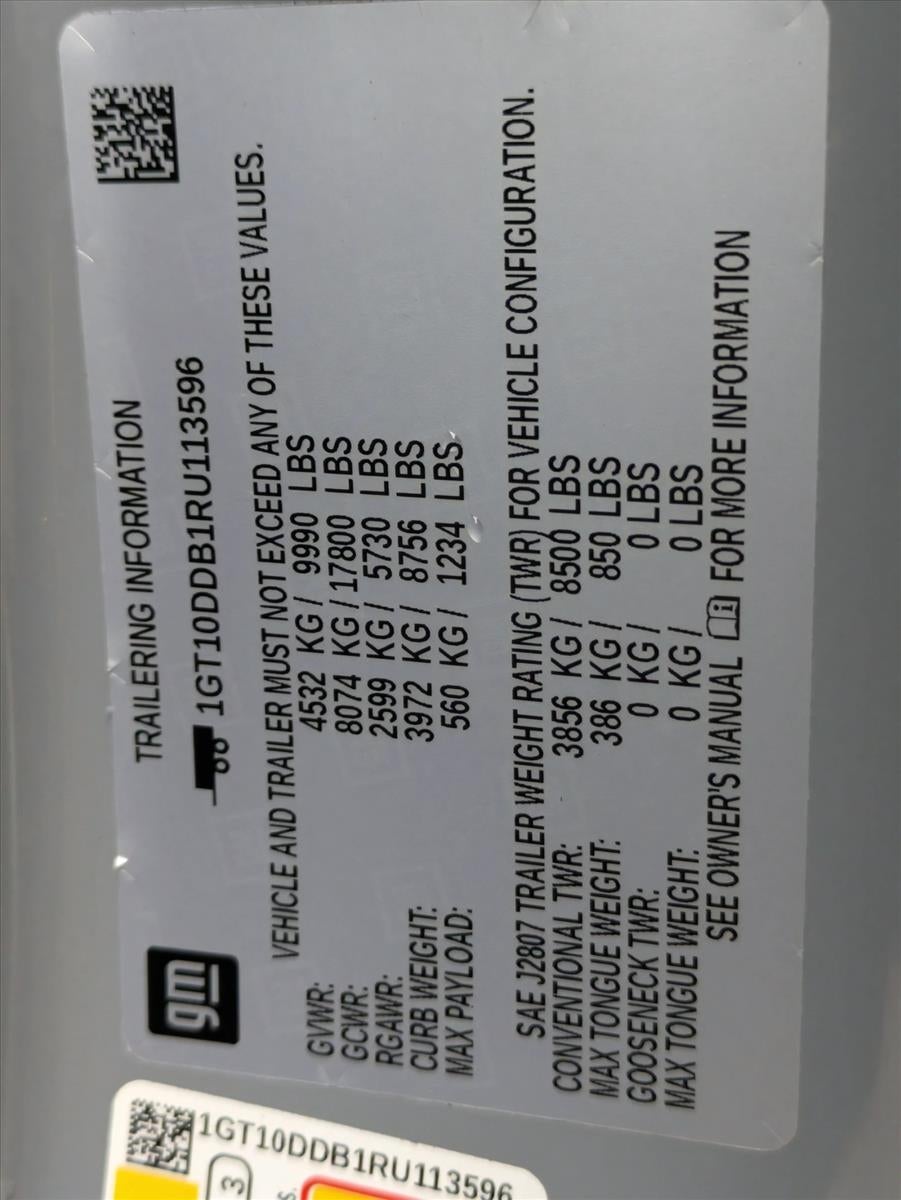 gm
TRAILERING INFORMATION
1GT10DDB1RU113596
VEHICLE AND TRAILER MUST NOT EXCEED ANY OF THESE VALUES.
GVWR: 4532 KG / 9990 LBS
GCWR: 8074 KG / 17800 LBS
RGAWR: 2599 KG / 5730 LBS
CURB WEIGHT: 3972 KG / 8756 LBS
MAX PAYLOAD: 560 KG / 1234 LBS
SAE J2807 TRAILER WEIGHT RATING (TWR) FOR VEHICLE CONFIGURATION.
CONVENTIONAL TWR: 3856 KG / 8500 LBS
MAX TONGUE WEIGHT: 386 KG / 850 LBS
GOOSENECK TWR: 0 KG / 0 LBS
MAX TONGUE WEIGHT: 0 KG / 0 LBS
SEE OWNER'S MANUAL FOR MORE INFORMATION
1GT10DDB1RU113596
3